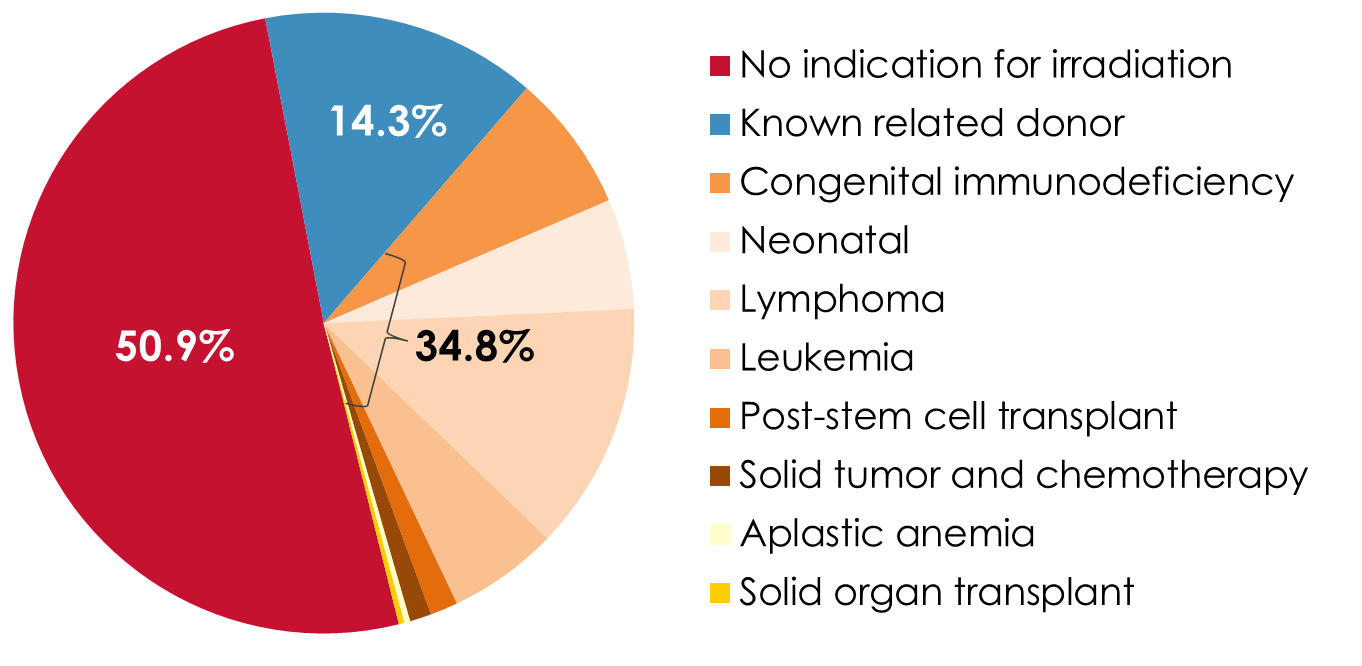 14.3%
50.9%
34.8%
No indication for irradiation
Known related donor
Congenital immunodeficiency
Neonatal
Lymphoma
Leukemia
Post-stem cell transplant
Solid tumor and chemotherapy
Aplastic anemia
Solid organ transplant